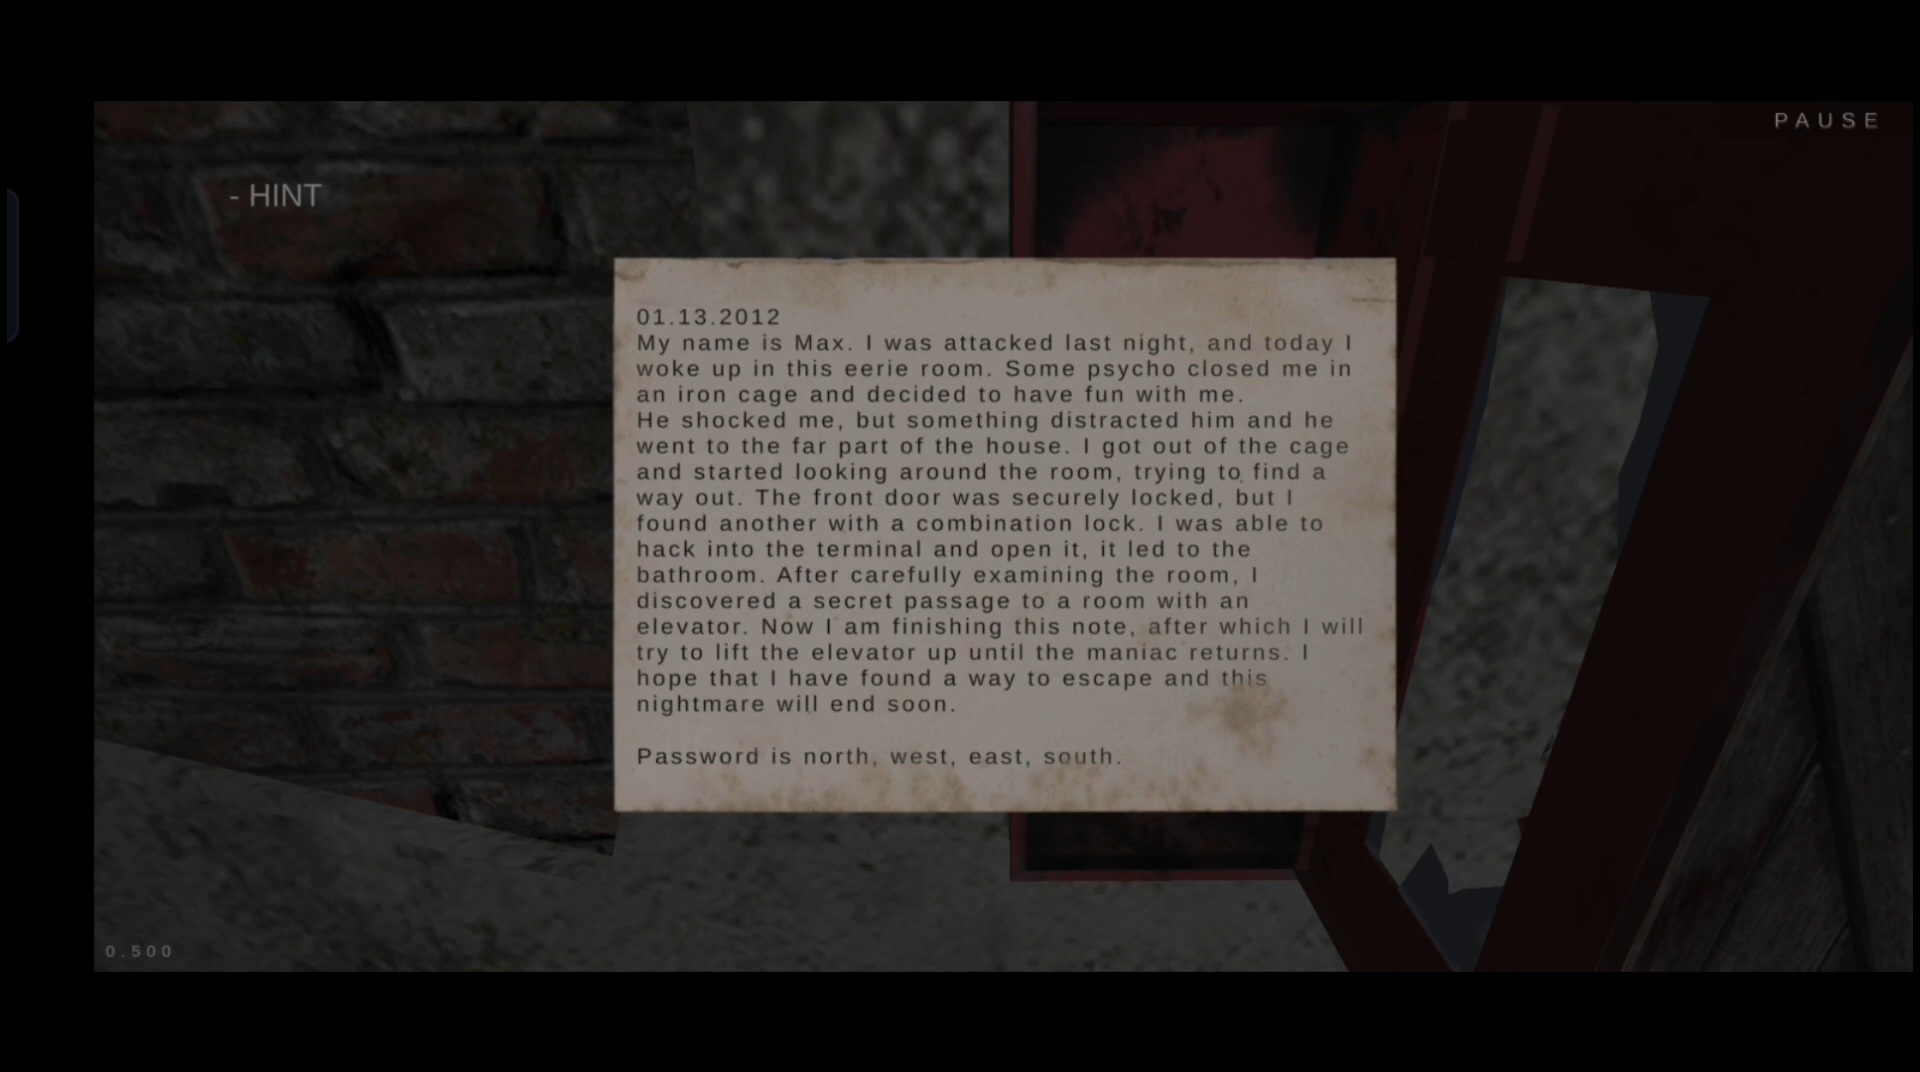 PAUSE
- HINT
01.13.2012
My name is Max. I was attacked last night, and today I
woke up in this eerie room. Some psycho closed me in
an iron cage and decided to have fun with me.
He shocked me, but something distracted him and he
went to the far part of the house. I got out of the cage
and started looking around the room, trying to find a
way out. The front door was securely locked, but I
found another with a combination lock. I was able to
hack into the terminal and open it, it led to the
bathroom. After carefully examining the room, I
discovered a secret passage to a room with an
elevator. Now I am finishing this note, after which I will
try to lift the elevator up until the maniac returns. I
hope that I have found a way to escape and this
nightmare will end soon.
Password is north, west, east, south.
0.500